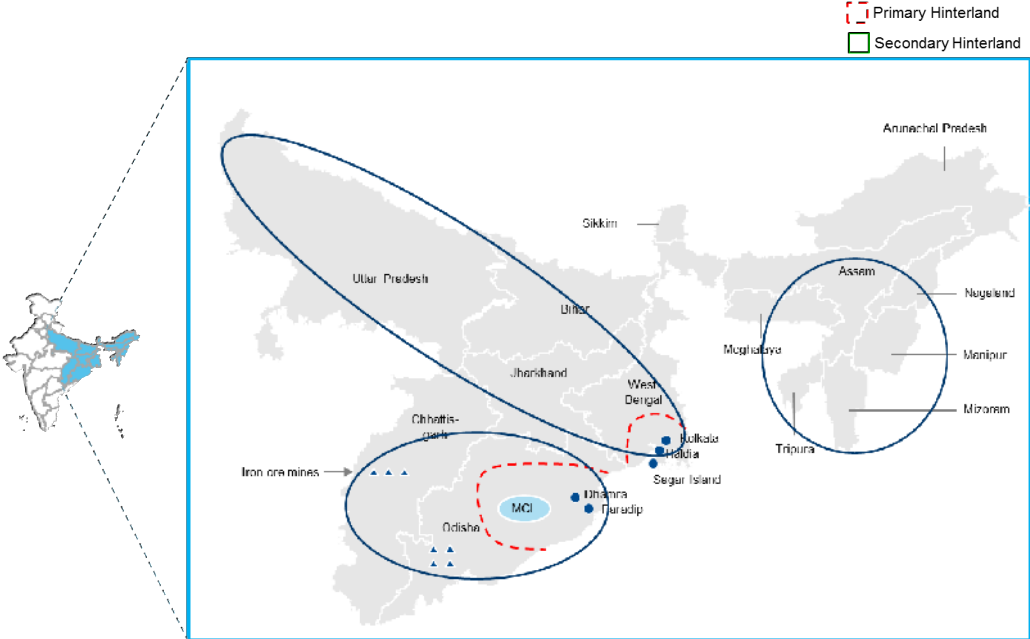 Primary Hinterland
Secondary Hinterland
Arunachal Pradesh
Sikkim
Assam
Uttar Pradesh
Nagaland
Bihar
Meghalaya
Manipur
Jharkhand
West
Bengal
Mizoram
Chhattis-
garh
Kolkata
Tripura
Haldia
Iron ore mines
Sagar Island
Dhamra
MCL
Paradip
Odisha